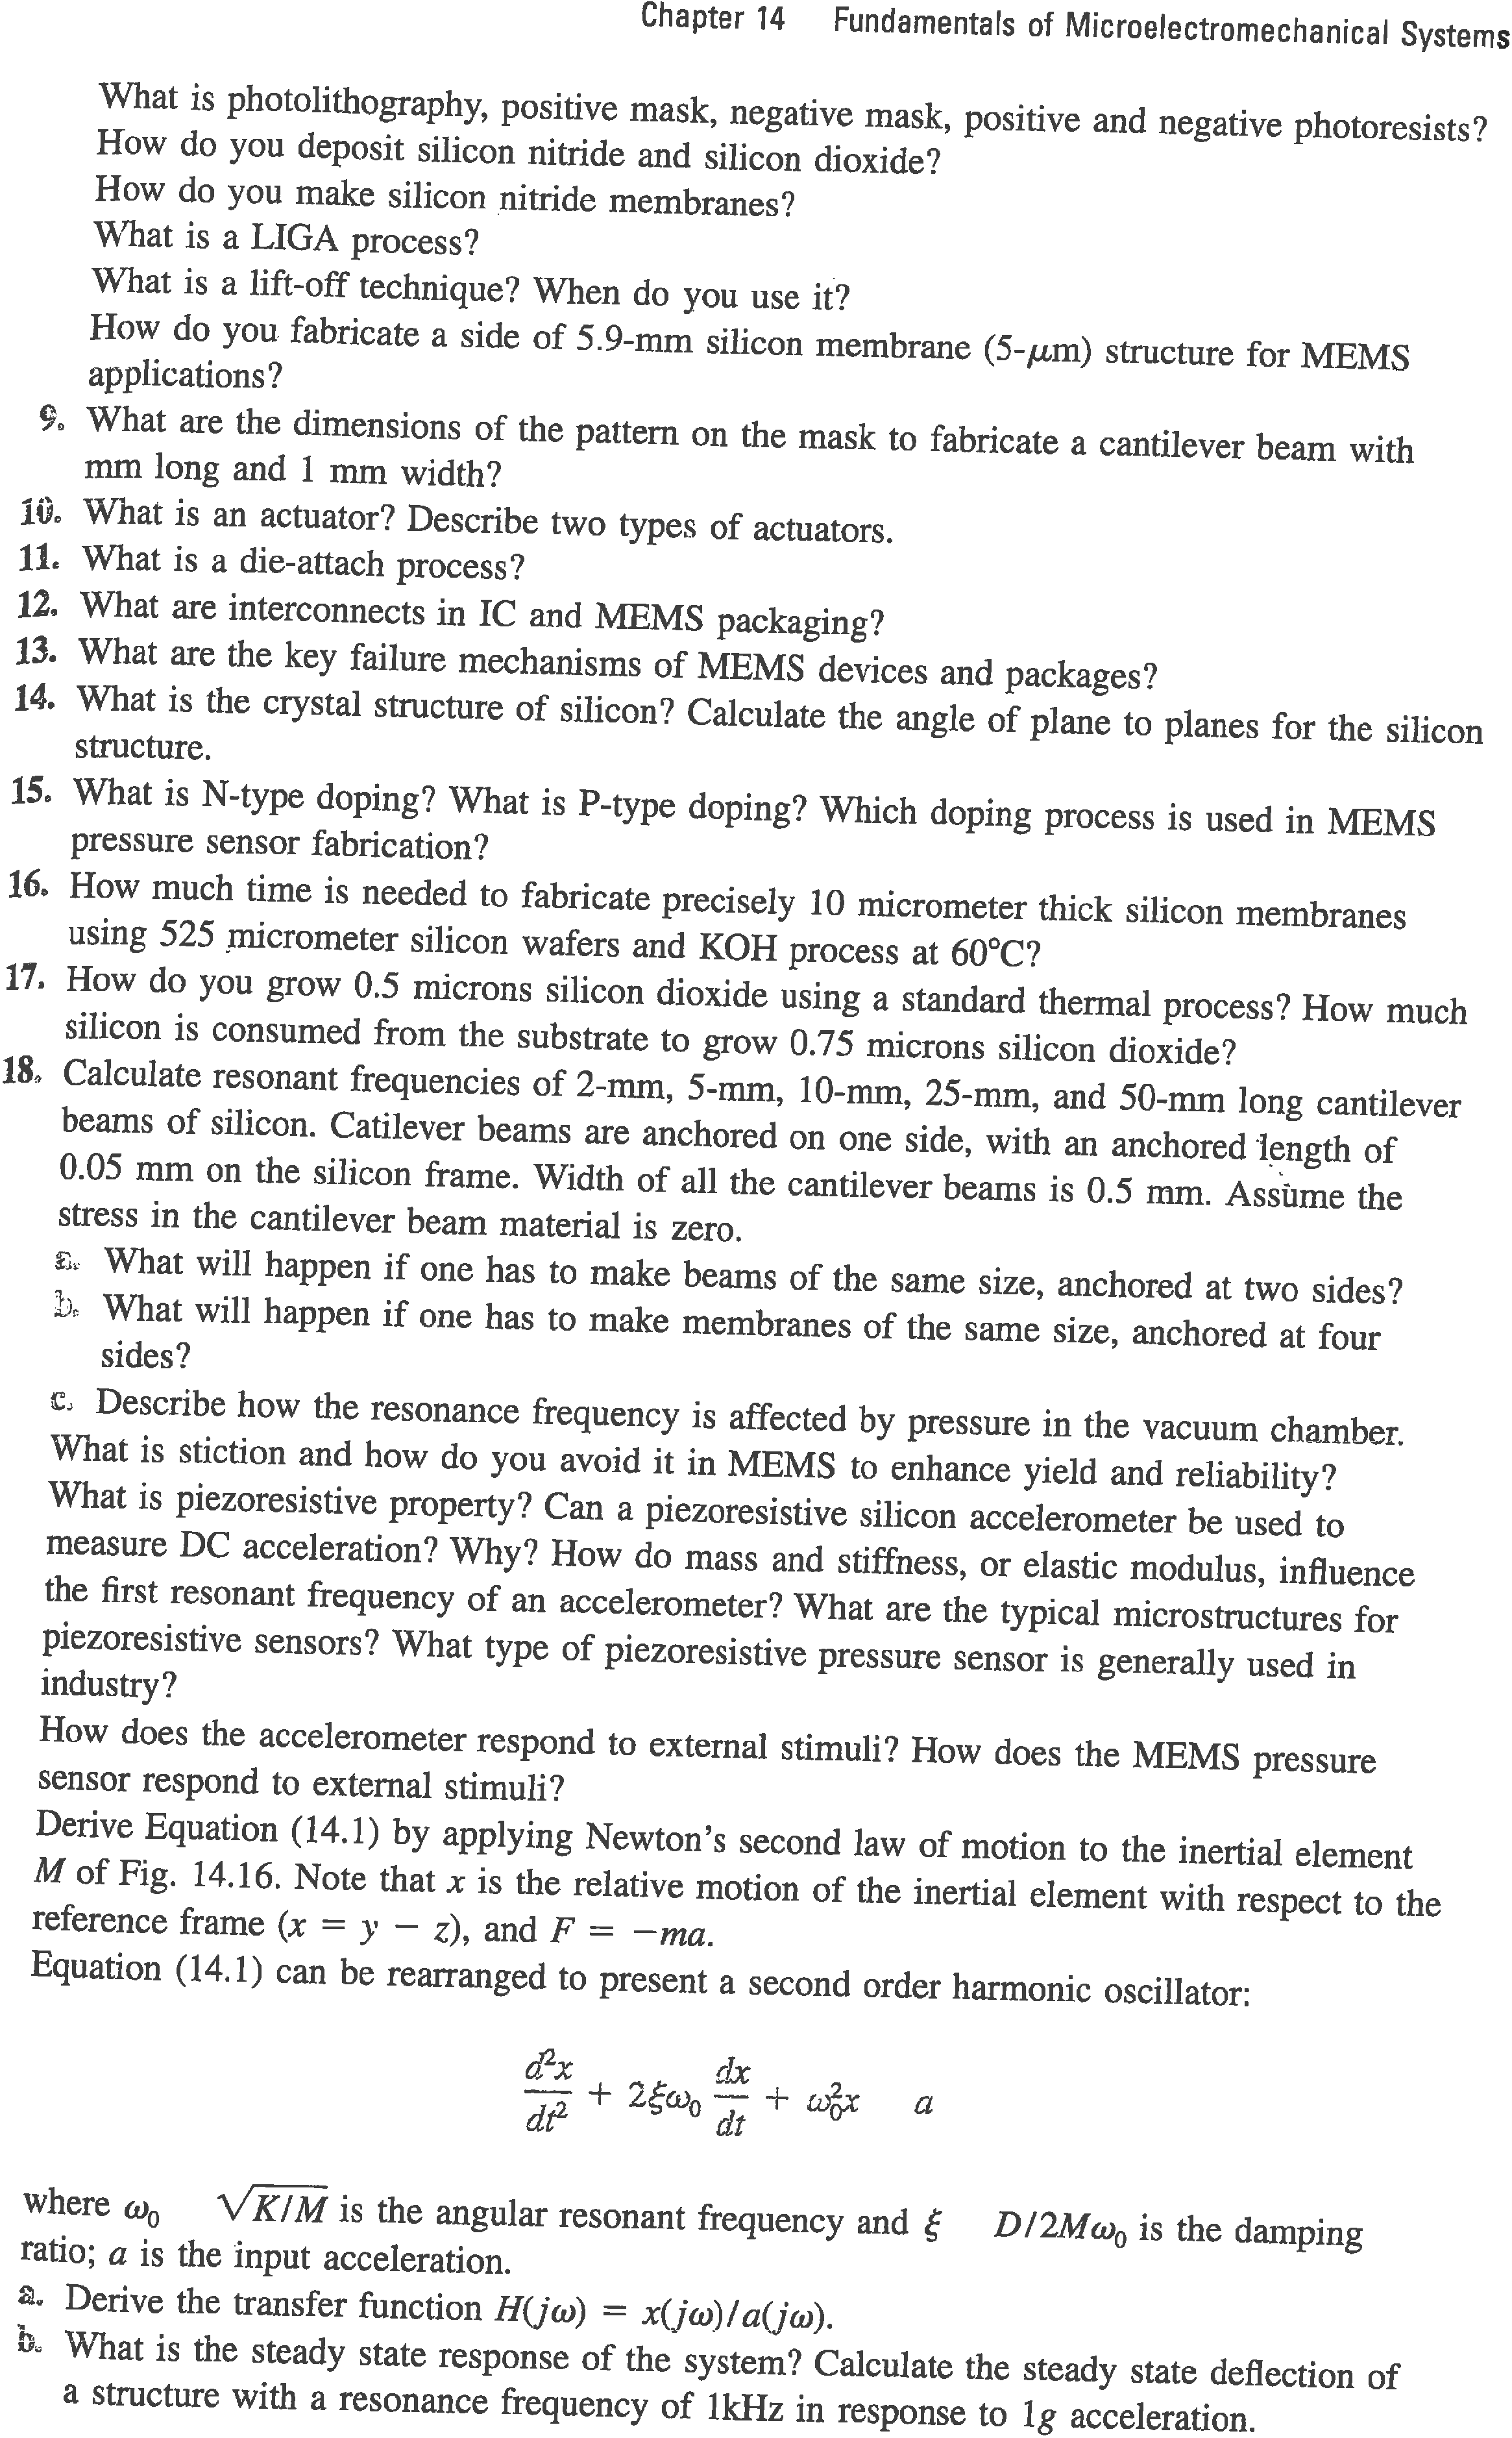 Chapter 14 Fundamentals of Microelectromechanical Systems
What is photolithography, positive mask, negative mask, positive and negative photoresists?
How do you deposit silicon nitride and silicon dioxide?
How do you make silicon nitride membranes?
What is a LIGA process?
What is a lift-off technique? When do you use it?
How do you fabricate a side of 5.9-mm silicon membrane (5-μm) structure for MEMS
applications?
9. What are the dimensions of the pattern on the mask to fabricate a cantilever beam with
mm long and 1 mm width?
10. What is an actuator? Describe two types of actuators.
11. What is a die-attach process?
12. What are interconnects in IC and MEMS packaging?
13. What are the key failure mechanisms of MEMS devices and packages?
14. What is the crystal structure of silicon? Calculate the angle of plane to planes for the silicon
structure.
15. What is N-type doping? What is P-type doping? Which doping process is used in MEMS
pressure sensor fabrication?
16. How much time is needed to fabricate precisely 10 micrometer thick silicon membranes
using 525 micrometer silicon wafers and KOH process at 60°C?
17. How do you grow 0.5 microns silicon dioxide using a standard thermal process? How much
silicon is consumed from the substrate to grow 0.75 microns silicon dioxide?
18. Calculate resonant frequencies of 2-mm, 5-mm, 10-mm, 25-mm, and 50-mm long cantilever
beams of silicon. Catilever beams are anchored on one side, with an anchored length of
0.05 mm on the silicon frame. Width of all the cantilever beams is 0.5 mm. Assume the
stress in the cantilever beam material is zero.
a. What will happen if one has to make beams of the same size, anchored at two sides?
b. What will happen if one has to make membranes of the same size, anchored at four
sides?
c. Describe how the resonance frequency is affected by pressure in the vacuum chamber.
What is stiction and how do you avoid it in MEMS to enhance yield and reliability?
What is piezoresistive property? Can a piezoresistive silicon accelerometer be used to
measure DC acceleration? Why? How do mass and stiffness, or elastic modulus, influence
the first resonant frequency of an accelerometer? What are the typical microstructures for
piezoresistive sensors? What type of piezoresistive pressure sensor is generally used in
industry?
How does the accelerometer respond to external stimuli? How does the MEMS pressure
sensor respond to external stimuli?
Derive Equation (14.1) by applying Newton's second law of motion to the inertial element
M of Fig. 14.16. Note that x is the relative motion of the inertial element with respect to the
reference frame (x = y − z), and F = −ma.
Equation (14.1) can be rearranged to present a second order harmonic oscillator:
d²x/dt² + 2ξω₀ dx/dt + ω₀²x a
where ω₀ √K/M is the angular resonant frequency and ξ D/2Mω₀ is the damping
ratio; a is the input acceleration.
a. Derive the transfer function H(jω) = x(jω)/a(jω).
b. What is the steady state response of the system? Calculate the steady state deflection of
a structure with a resonance frequency of 1kHz in response to 1g acceleration.